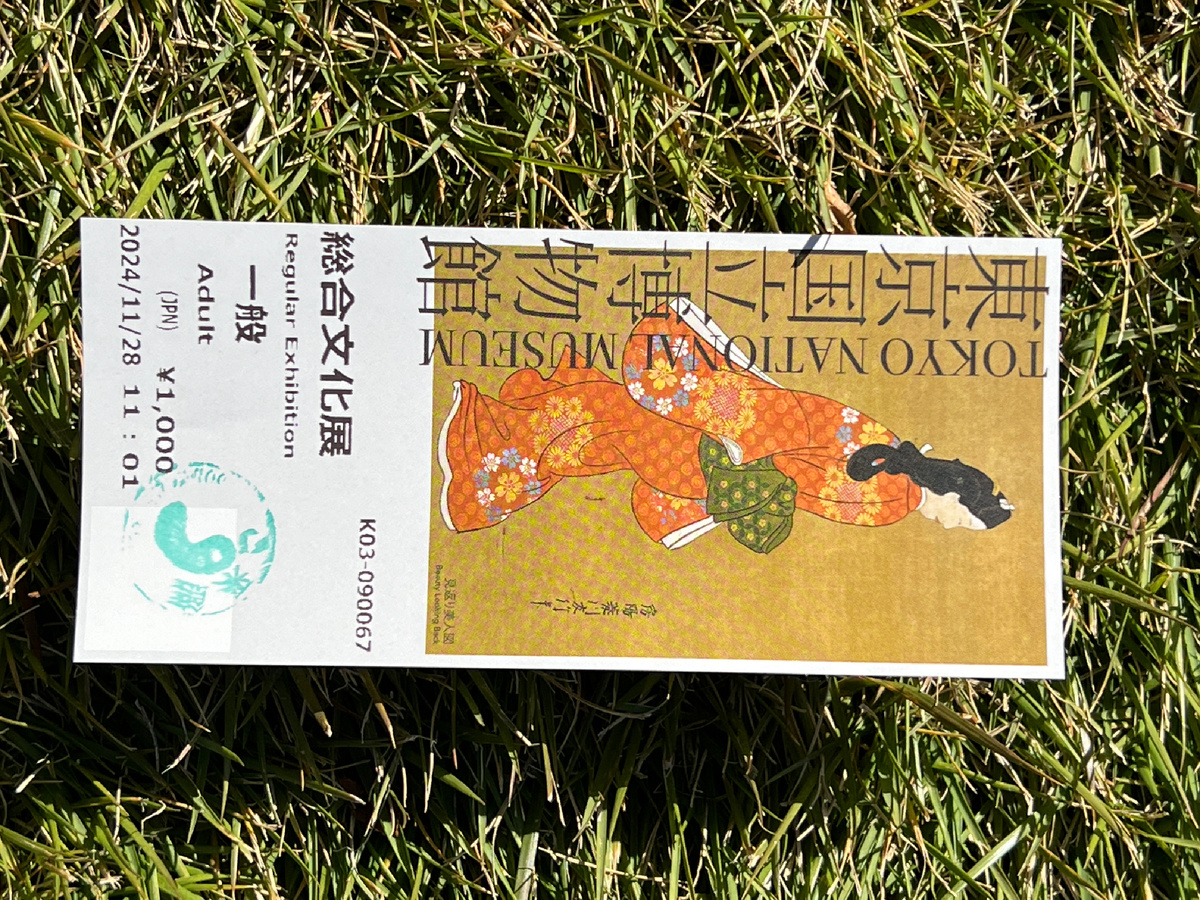 東京国立博物館
TOKYO NATIONAL MUSEUM
見返り美人図
Beauty Looking Back
K03-090067
総合文化展
Regular Exhibition
一般
Adult
(JPN) ¥1,000
2024/11/28 11:01